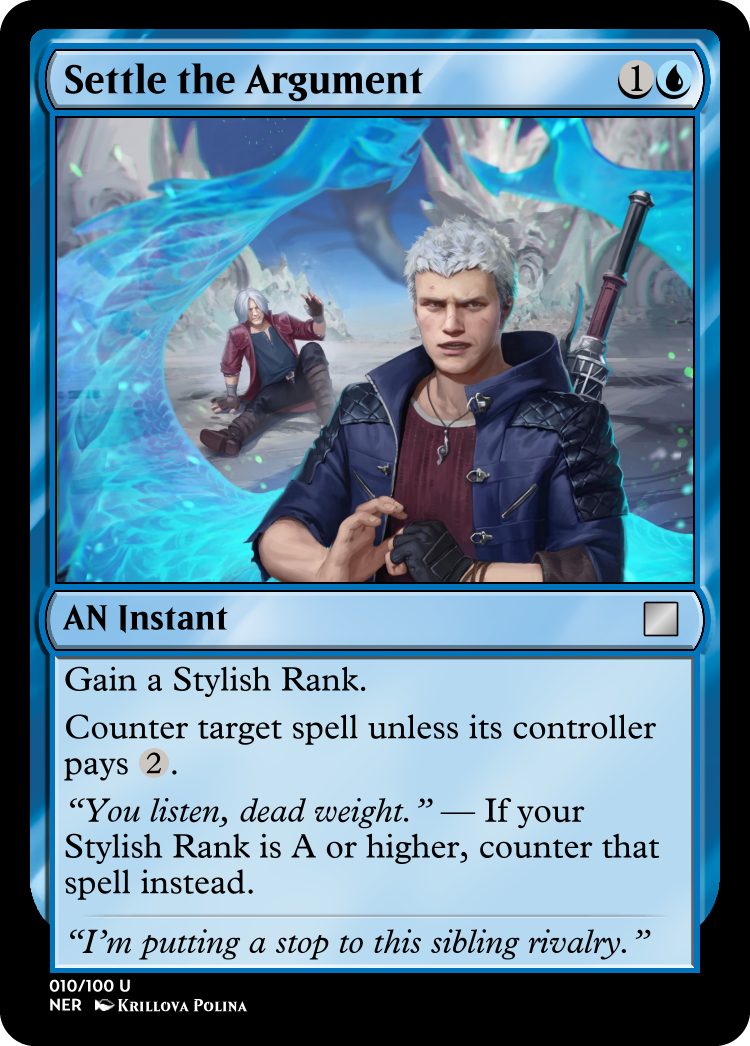 Settle the Argument 1
AN Instant
Gain a Stylish Rank.
Counter target spell unless its controller
pays 2.
“You listen, dead weight.” — If your
Stylish Rank is A or higher, counter that
spell instead.
“I’m putting a stop to this sibling rivalry.”
010/100 U
NER Krillova Polina